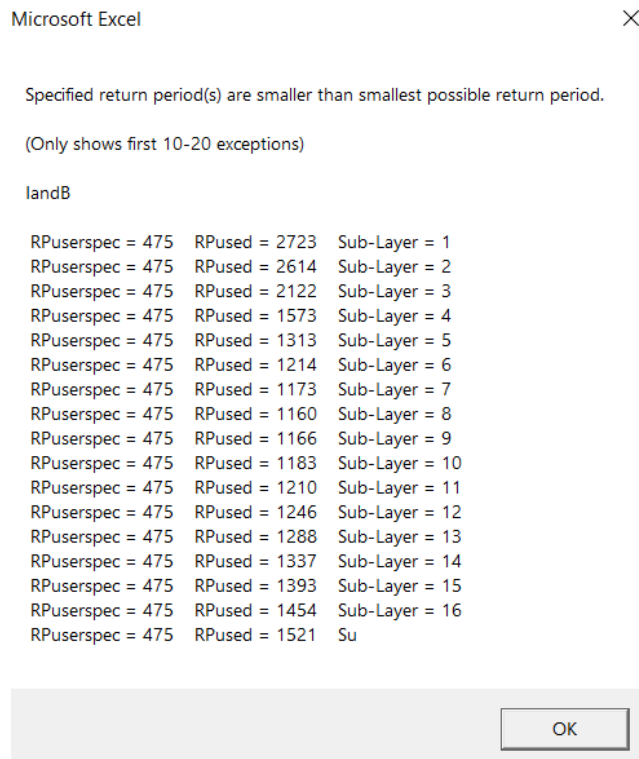 Microsoft Excel
Specified return period(s) are smaller than smallest possible return period.
(Only shows first 10-20 exceptions)
IandB
RPuserspec = 475 RPused = 2723 Sub-Layer = 1
RPuserspec = 475 RPused = 2614 Sub-Layer = 2
RPuserspec = 475 RPused = 2122 Sub-Layer = 3
RPuserspec = 475 RPused = 1573 Sub-Layer = 4
RPuserspec = 475 RPused = 1313 Sub-Layer = 5
RPuserspec = 475 RPused = 1214 Sub-Layer = 6
RPuserspec = 475 RPused = 1173 Sub-Layer = 7
RPuserspec = 475 RPused = 1160 Sub-Layer = 8
RPuserspec = 475 RPused = 1166 Sub-Layer = 9
RPuserspec = 475 RPused = 1183 Sub-Layer = 10
RPuserspec = 475 RPused = 1210 Sub-Layer = 11
RPuserspec = 475 RPused = 1246 Sub-Layer = 12
RPuserspec = 475 RPused = 1288 Sub-Layer = 13
RPuserspec = 475 RPused = 1337 Sub-Layer = 14
RPuserspec = 475 RPused = 1393 Sub-Layer = 15
RPuserspec = 475 RPused = 1454 Sub-Layer = 16
RPuserspec = 475 RPused = 1521 Su
OK